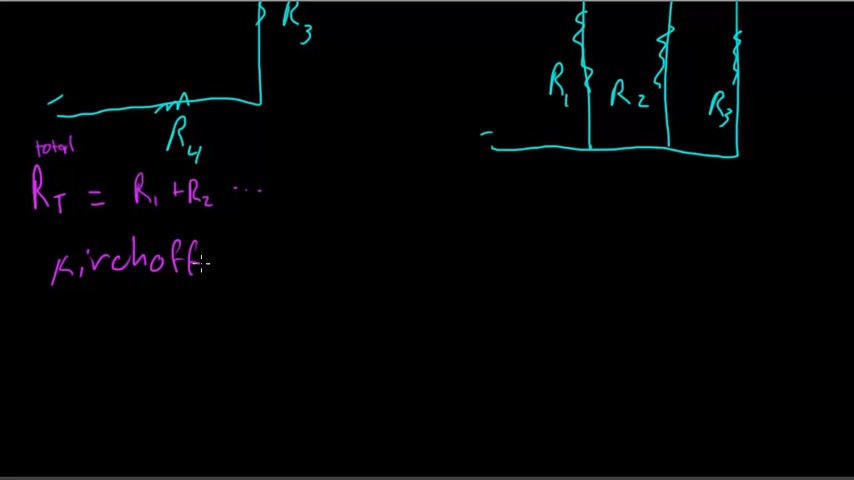 R3
R1 R2 R3
R4
total
RT = R1 + R2 ...
Kirchoff